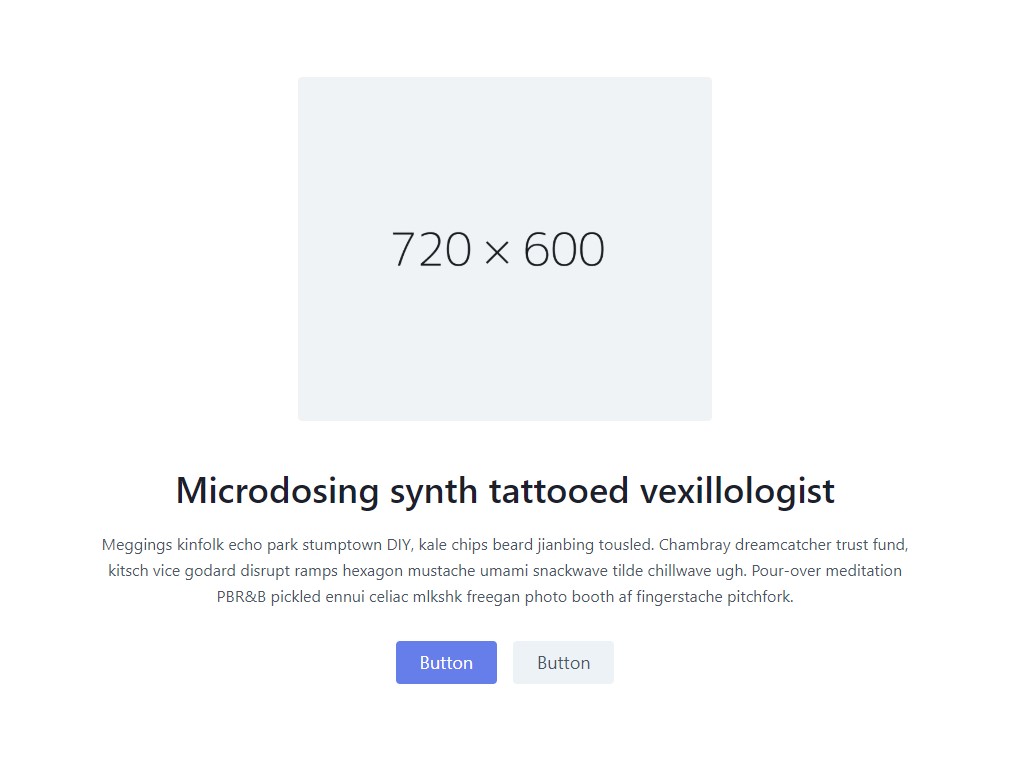 720 × 600
Microdosing synth tattooed vexillologist
Meggings kinfolk echo park stumptown DIY, kale chips beard jianbing tousled. Chambray dreamcatcher trust fund,
kitsch vice godard disrupt ramps hexagon mustache umami snackwave tilde chillwave ugh. Pour-over meditation
PBR&B pickled ennui celiac mlkshk freegan photo booth af fingerstache pitchfork.
Button Button